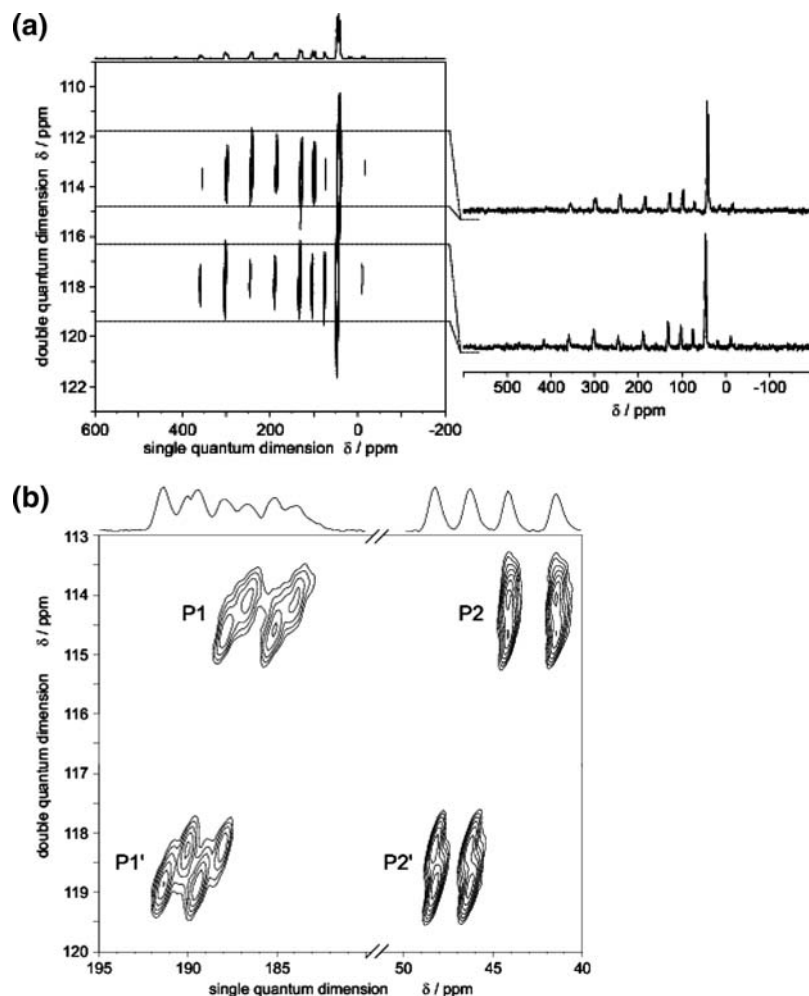 (a)
110
112
114
116
118
120
122
double quantum dimension δ / ppm
600 400 200 0 -200
single quantum dimension δ / ppm
500 400 300 200 100 0 -100
δ / ppm
(b)
113
114
115
116
117
118
119
120
double quantum dimension δ / ppm
P1 P2
P1' P2'
195 190 185 50 45 40
single quantum dimension δ / ppm